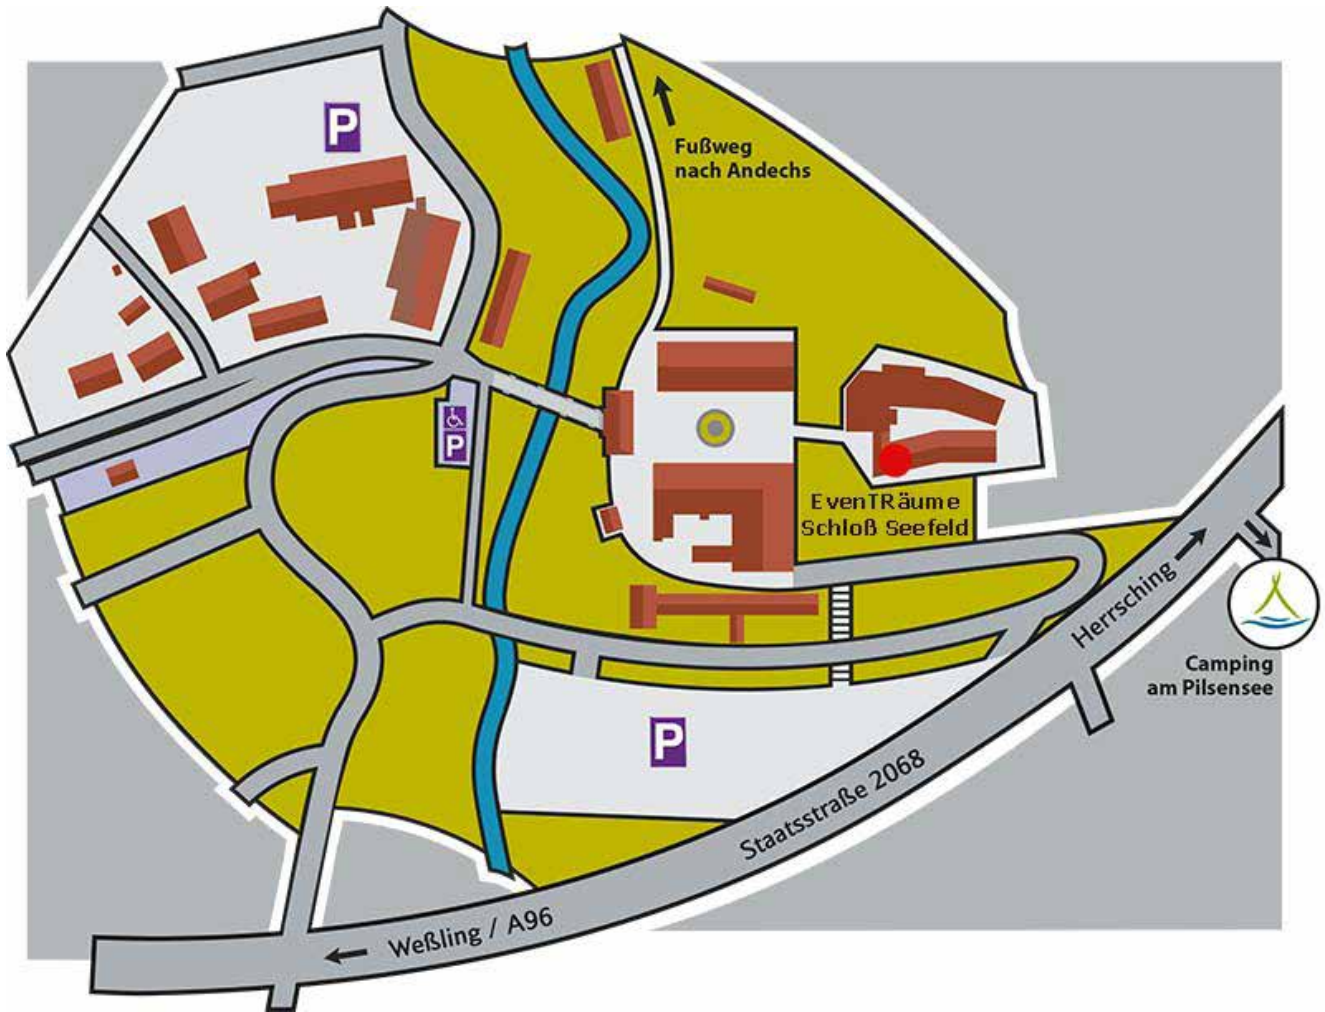 P
Fußweg
nach Andechs
P
EvenTRäume
Schloß Seefeld
Herrsching
Camping
am Pilsensee
P
Staatsstraße 2068
Weßling / A96